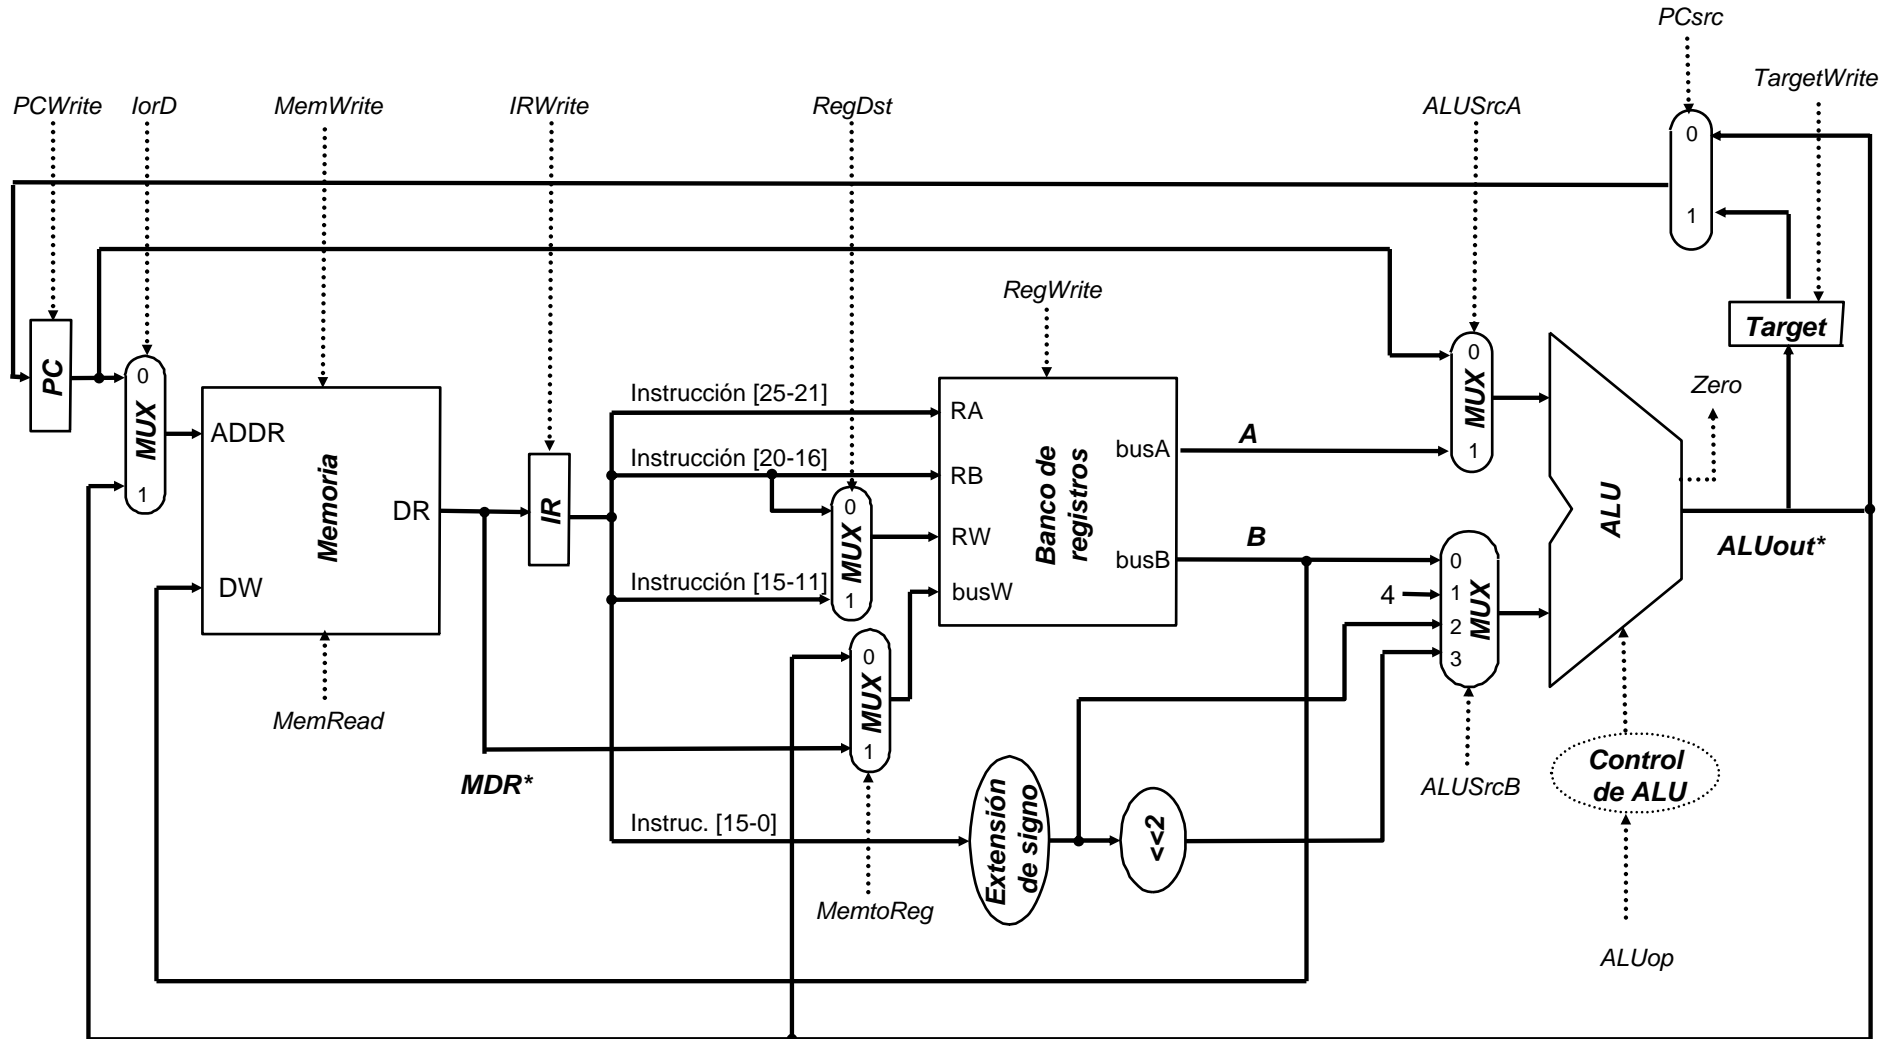 PCsrc
TargetWrite
PCWrite
IorD
MemWrite
IRWrite
RegDst
ALUSrcA
0
1
RegWrite
Target
PC
0
MUX
1
ADDR
Memoria
DR
DW
MemRead
MDR*
IR
Instrucción [25-21]
Instrucción [20-16]
Instrucción [15-11]
Instruc. [15-0]
0
MUX
1
0
MUX
1
MemtoReg
RA
RB
RW
busW
Banco de
registros
busA
busB
A
B
Extensión
de signo
<<2
0
MUX
1
4
0
1
2
3
MUX
ALUSrcB
ALU
Zero
ALUout*
Control
de ALU
ALUop